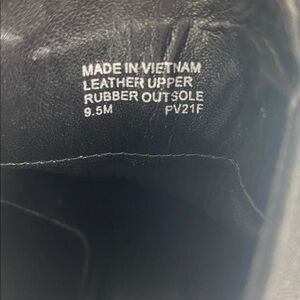 MADE IN VIETNAM
LEATHER UPPER
RUBBER OUTSOLE
9.5M PV21F